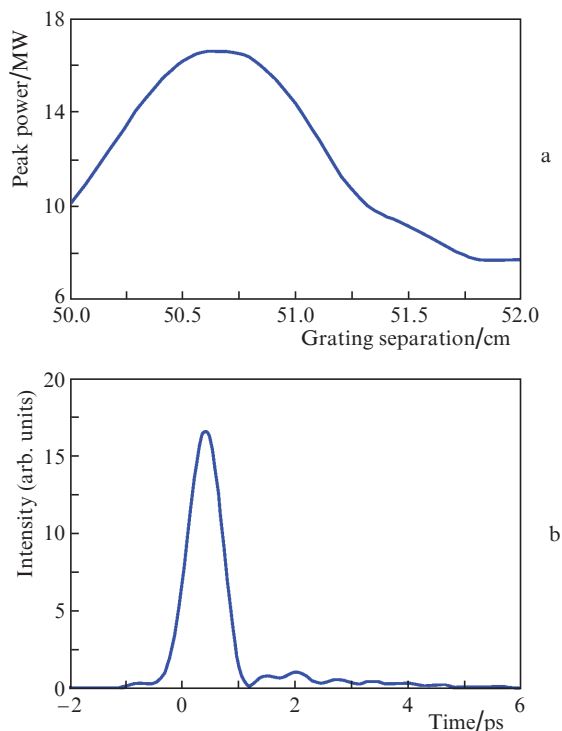 18
14
10
6
Peak power/MW
50.0 50.5 51.0 51.5 52.0
Grating separation/cm
a
20
15
10
5
0
Intensity (arb. units)
−2 0 2 4 6
Time/ps
b